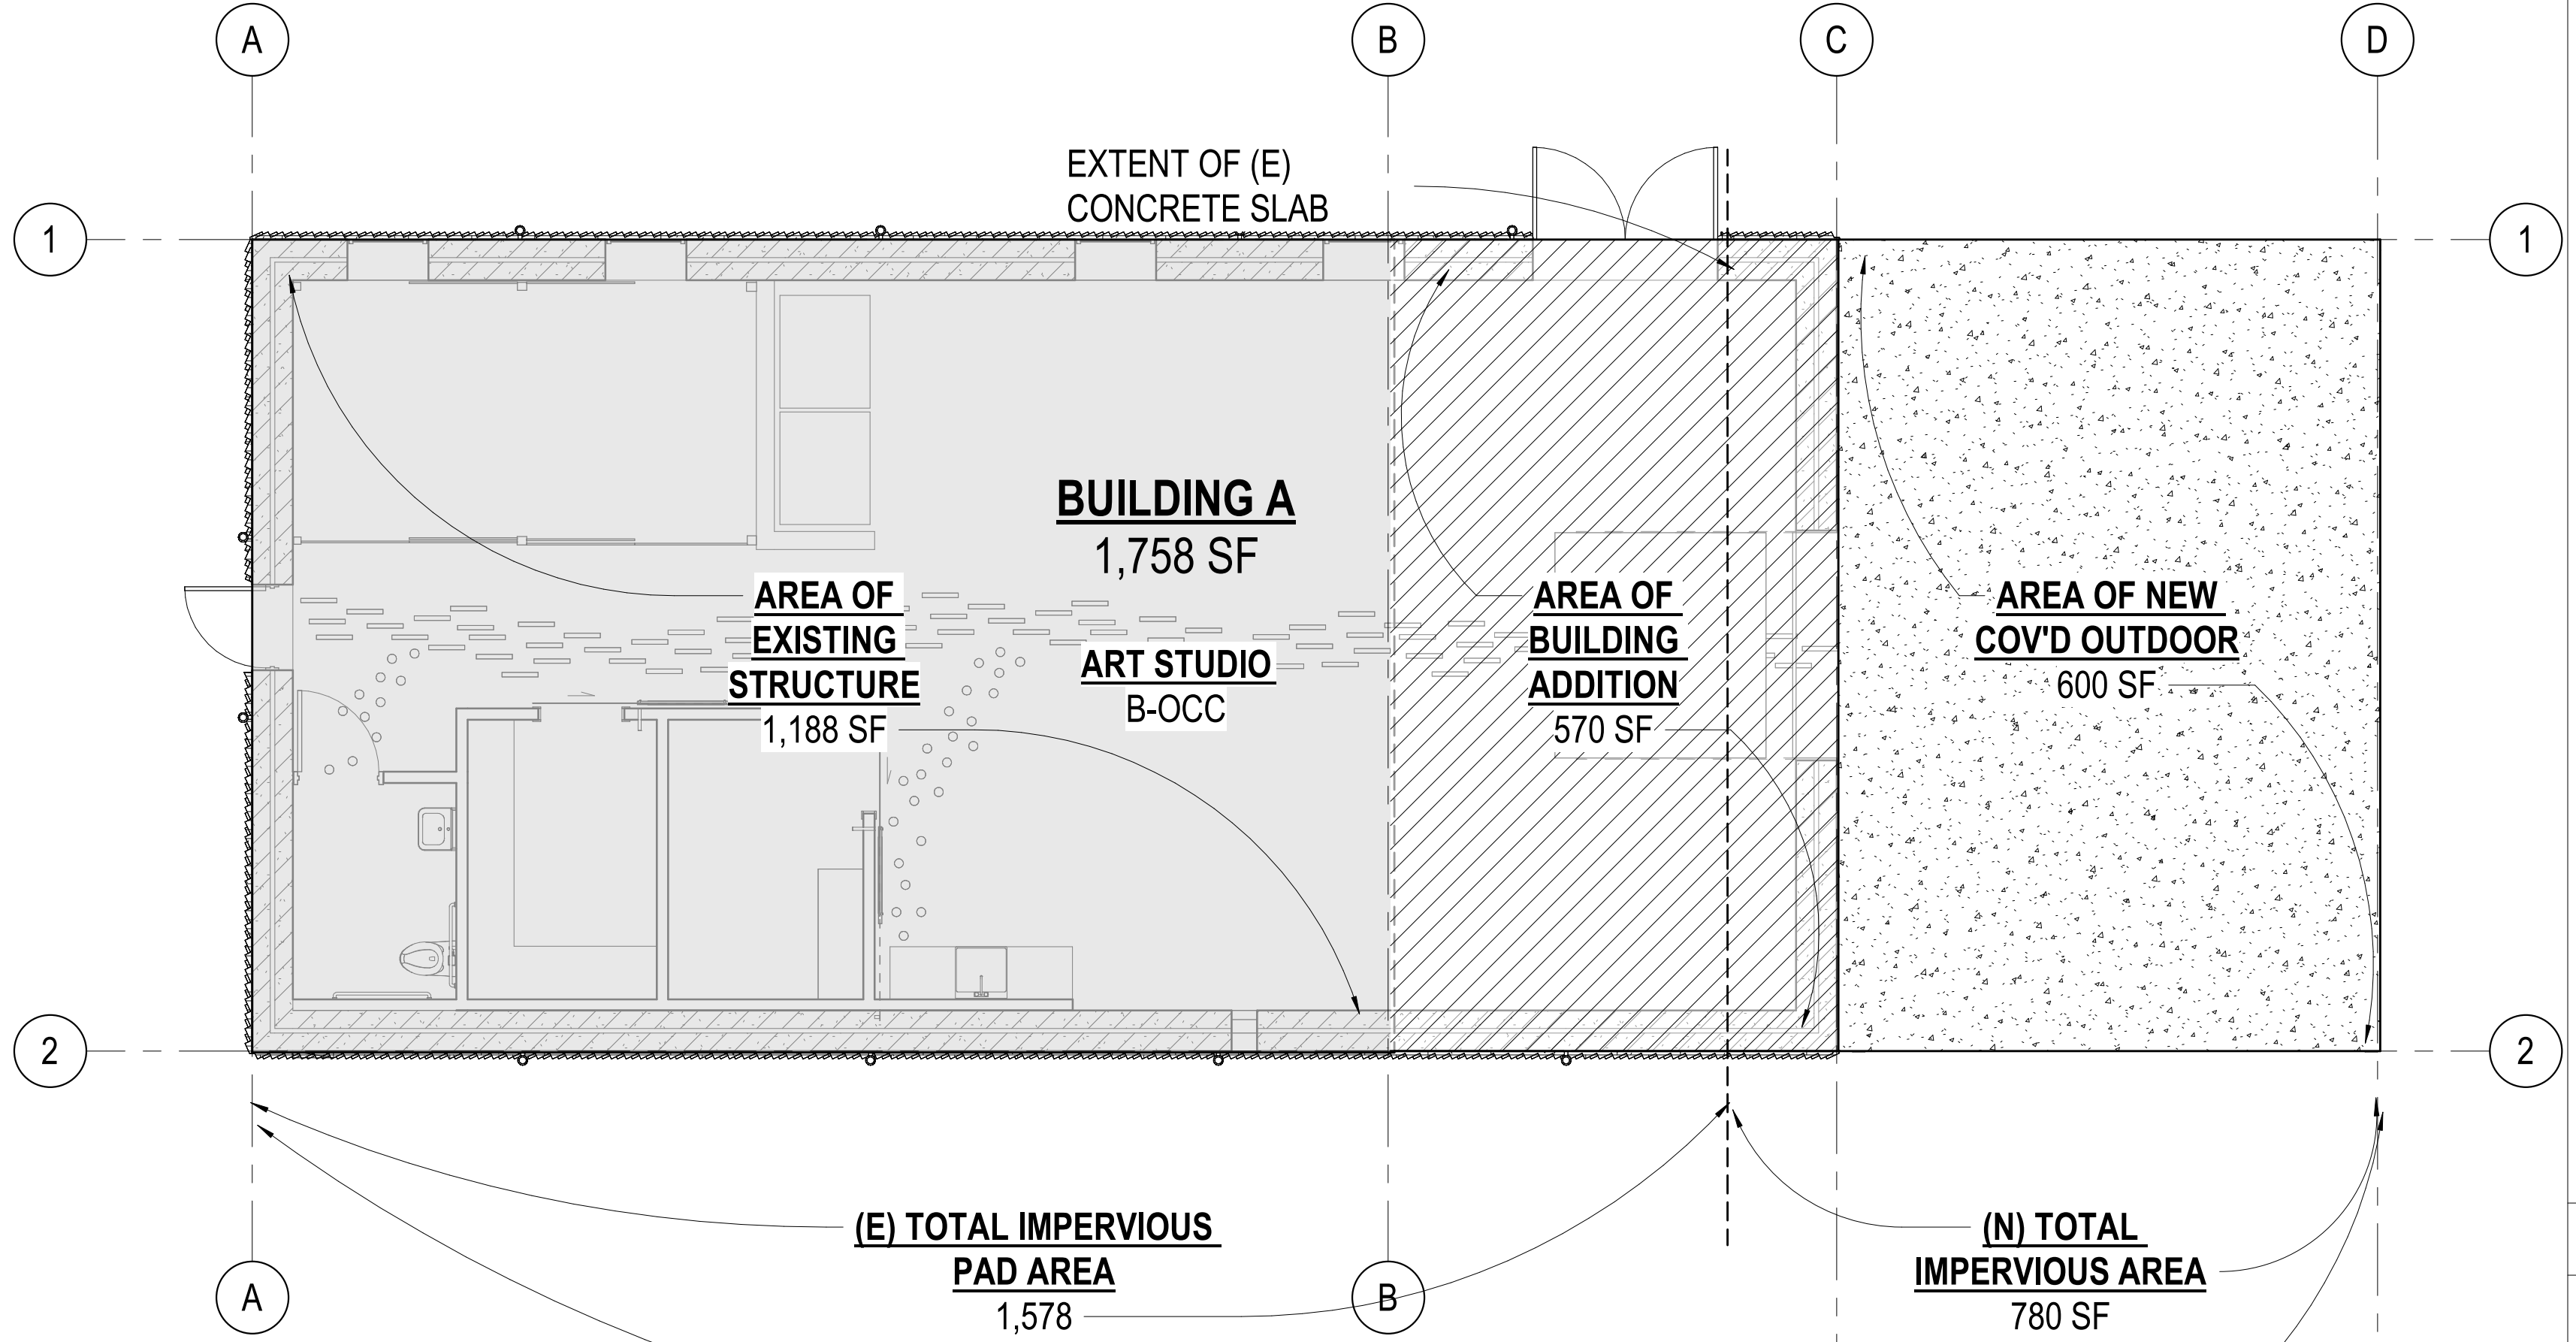 A
B
C
D
EXTENT OF (E)
CONCRETE SLAB
1
1
BUILDING A
1,758 SF
AREA OF
EXISTING
STRUCTURE
1,188 SF
ART STUDIO
B-OCC
AREA OF
BUILDING
ADDITION
570 SF
AREA OF NEW
COV'D OUTDOOR
600 SF
2
2
(E) TOTAL IMPERVIOUS
PAD AREA
1,578
(N) TOTAL
IMPERVIOUS AREA
780 SF
A
B